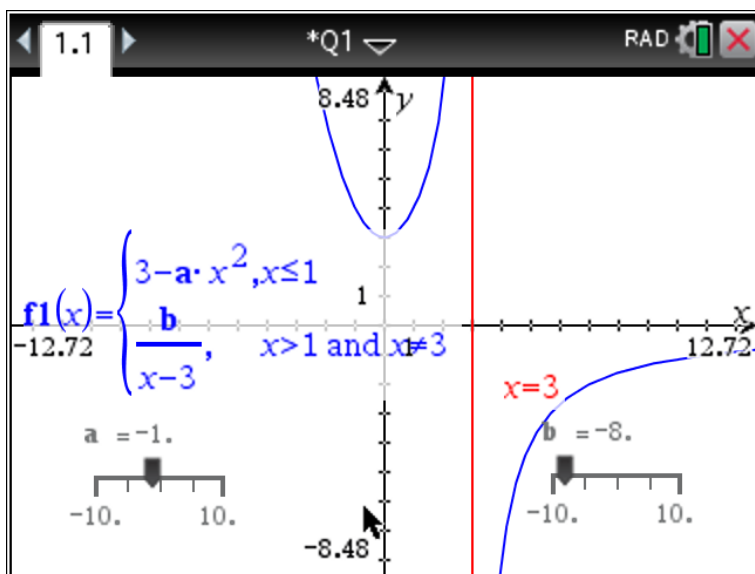 1.1 *Q1 RAD
8.48 y
f1(x)={3-a·x²,x≤1
b/(x-3), x>1 and x≠3
1
x
-12.72 1 12.72
x=3
a =-1.
b =-8.
-10. 10.
-10. 10.
-8.48